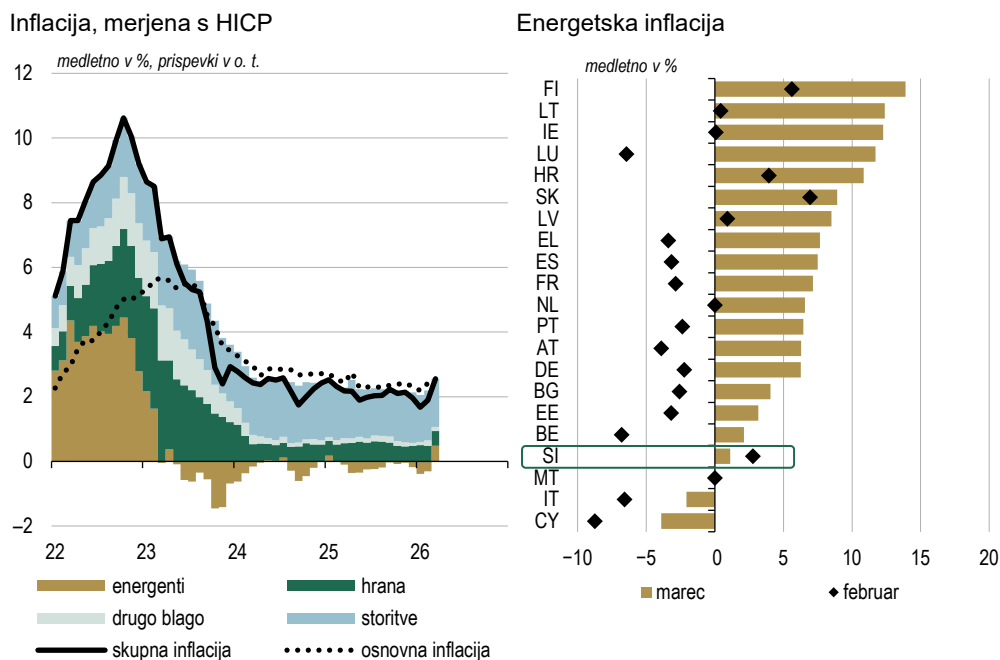 Inflacija, merjena s HICP
medletno v %, prispevki v o. t.
12
10
8
6
4
2
0
–2
22 23 24 25 26
energenti hrana
drugo blago storitve
skupna inflacija osnovna inflacija
Energetska inflacija
medletno v %
FI
LT
IE
LU
HR
SK
LV
EL
ES
FR
NL
PT
AT
DE
BG
EE
BE
SI
MT
IT
CY
–10 –5 0 5 10 15 20
marec februar